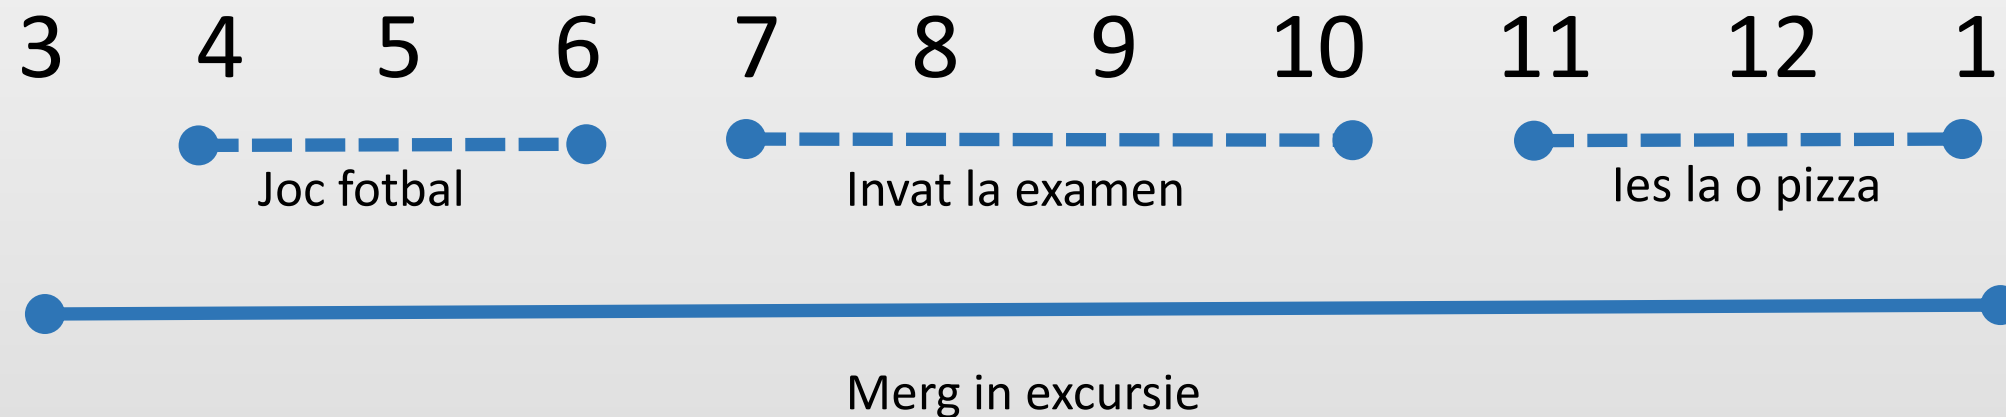 3 4 5 6 7 8 9 10 11 12 1
Joc fotbal Invat la examen Ies la o pizza
Merg in excursie